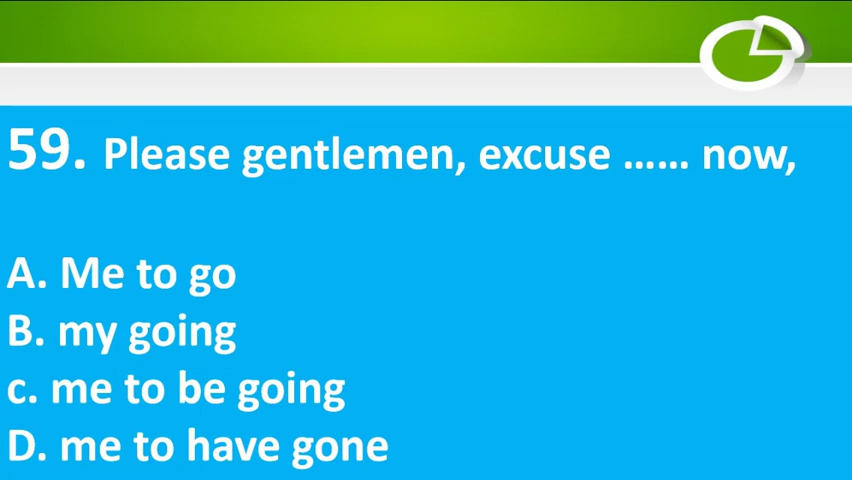 59. Please gentlemen, excuse …… now,
A. Me to go
B. my going
c. me to be going
D. me to have gone